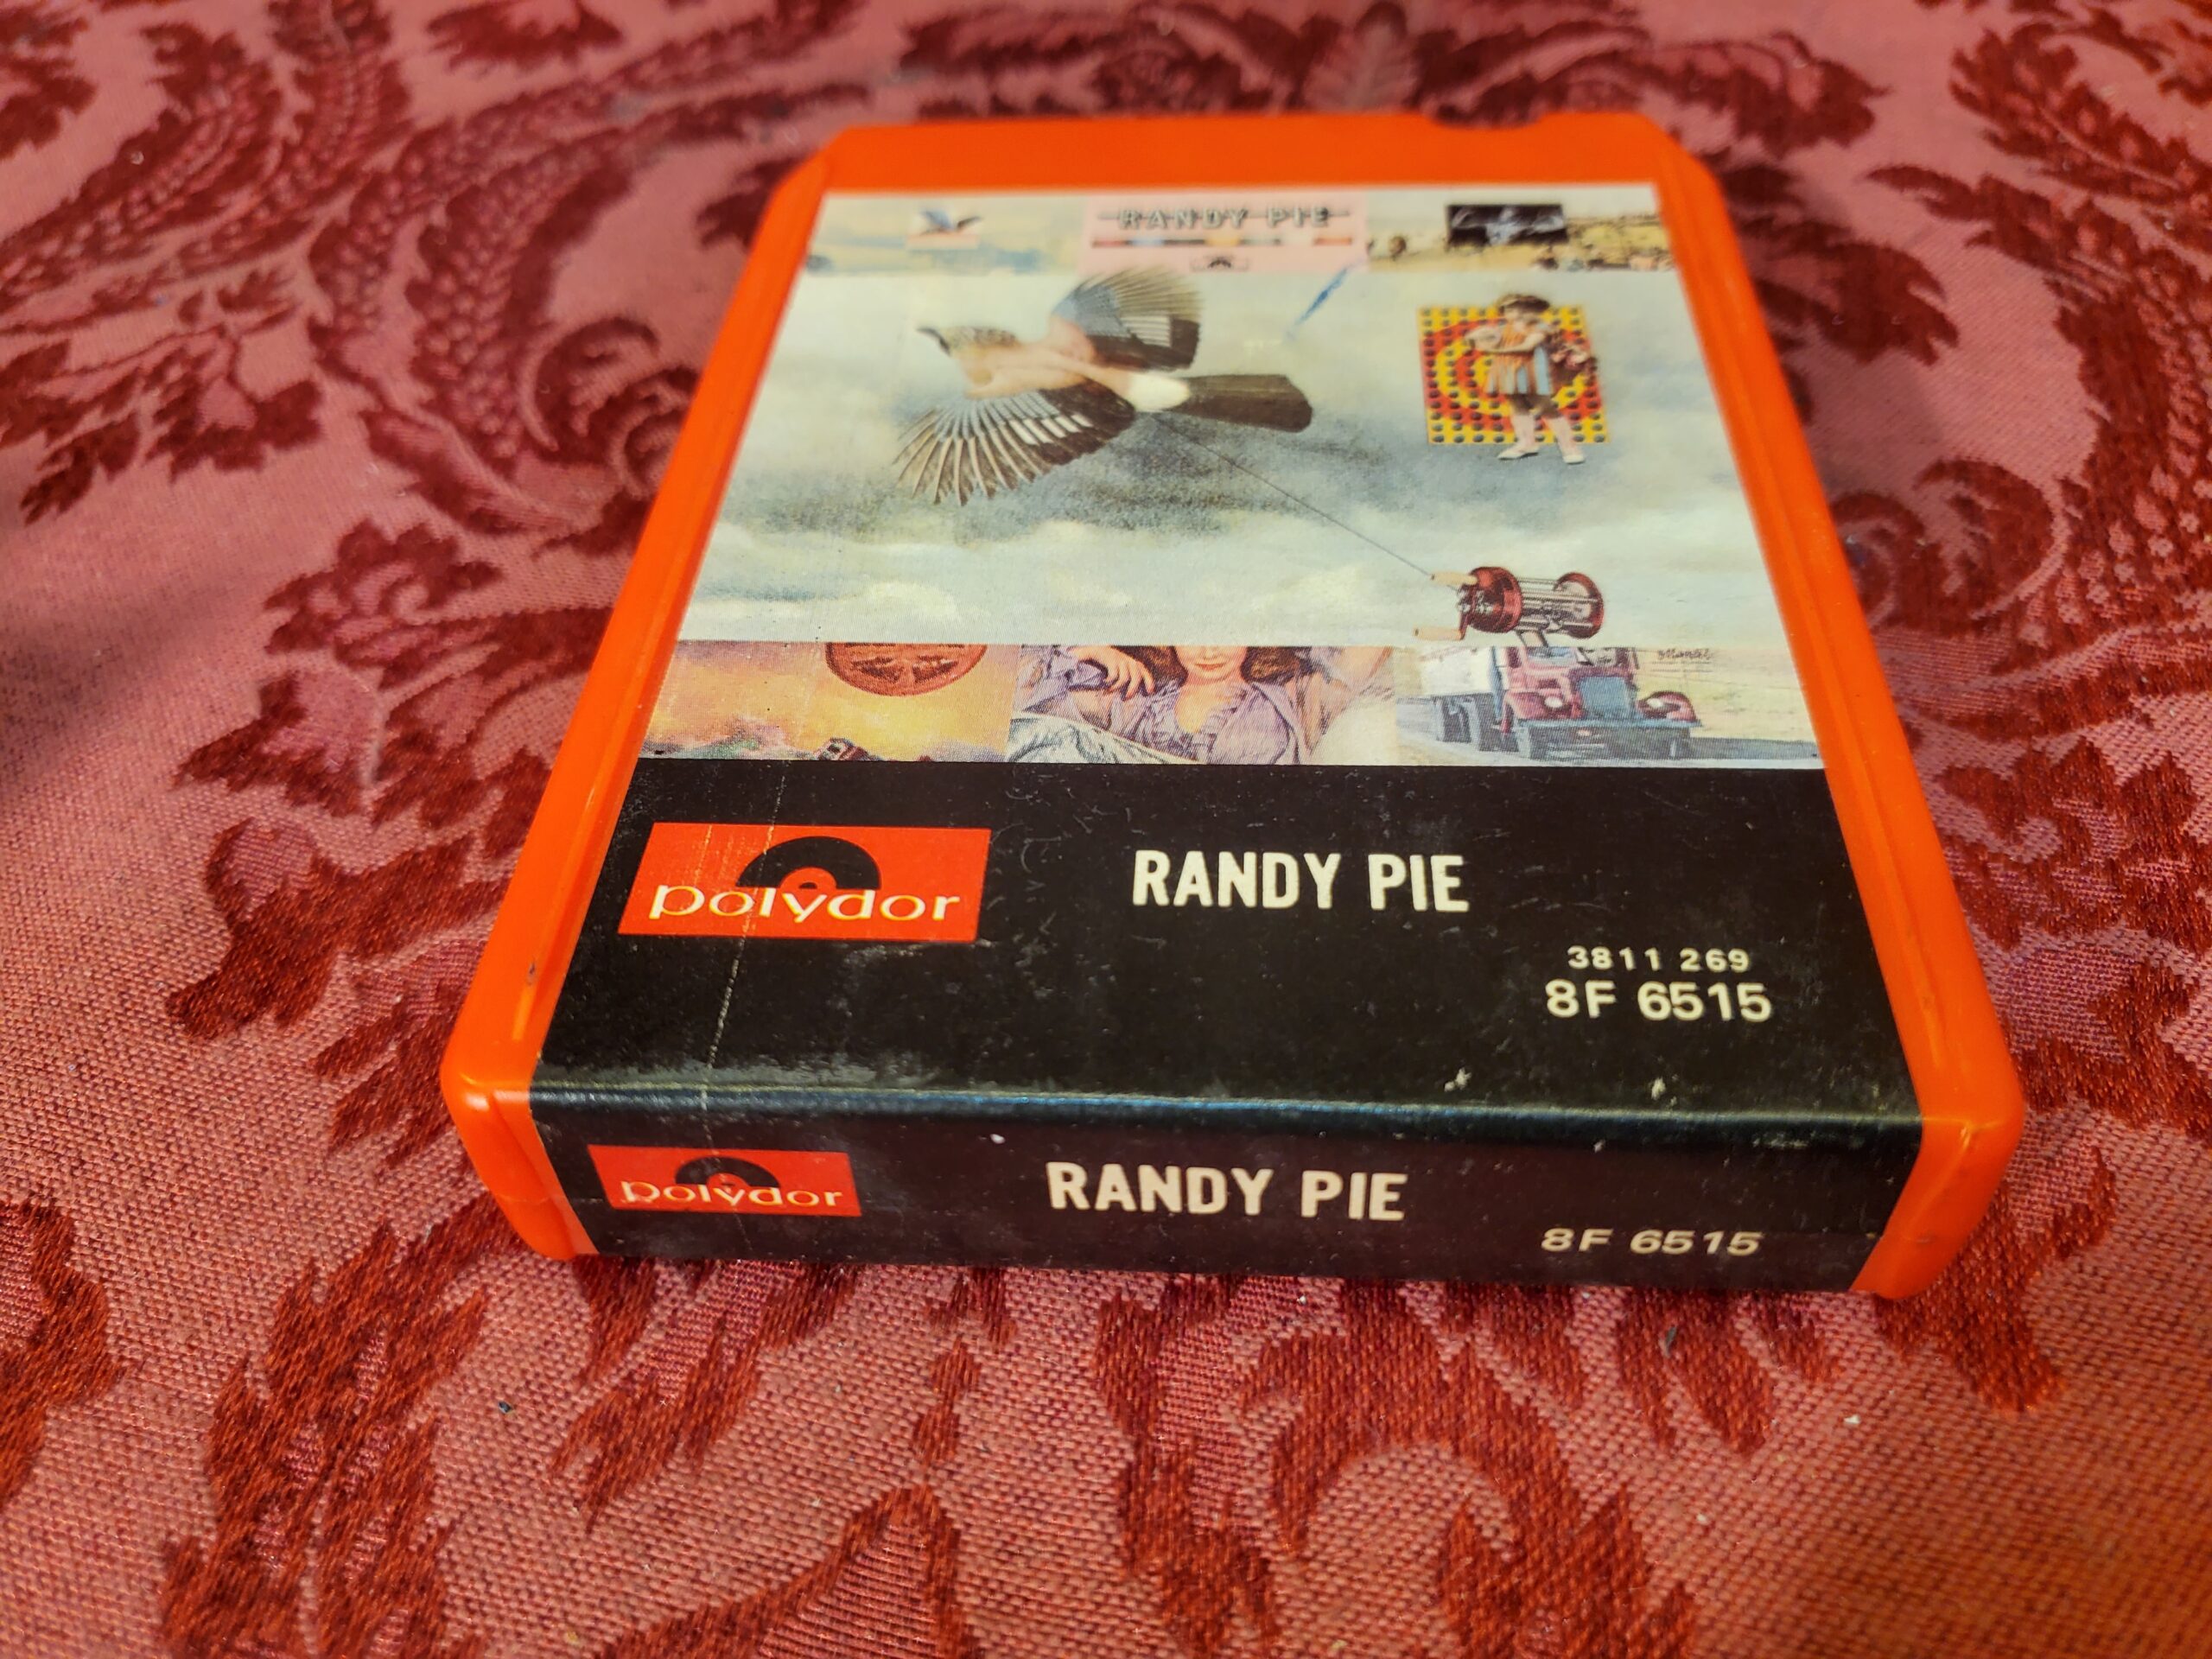 RANDY PIE
polydor
RANDY PIE
3811 269
8F 6515
polydor
RANDY PIE
8F 6515